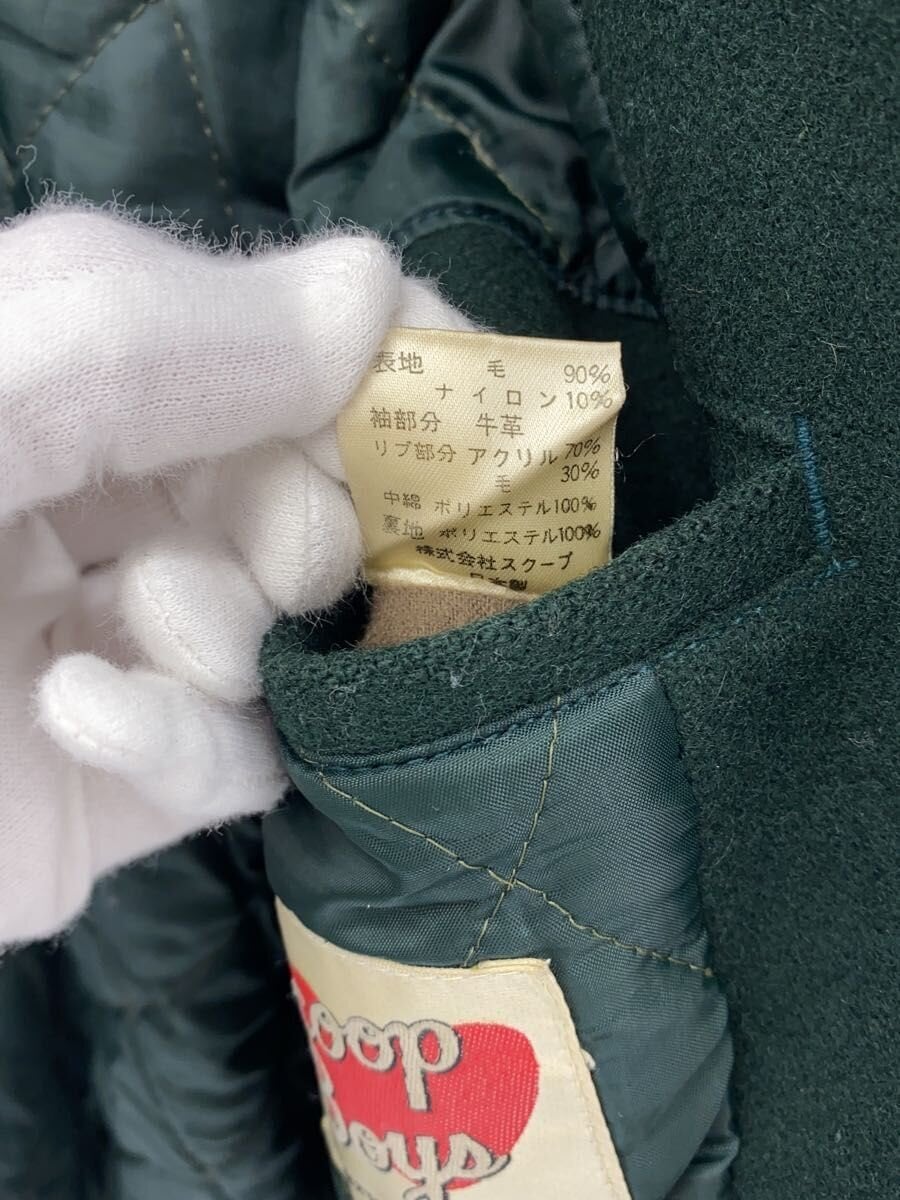 表地 毛 90%
ナイロン 10%
袖部分 牛革
リブ部分 アクリル 70%
毛 30%
中綿 ポリエステル100%
裏地 ポリエステル100%
株式会社スクープ
日本製
oop
oys